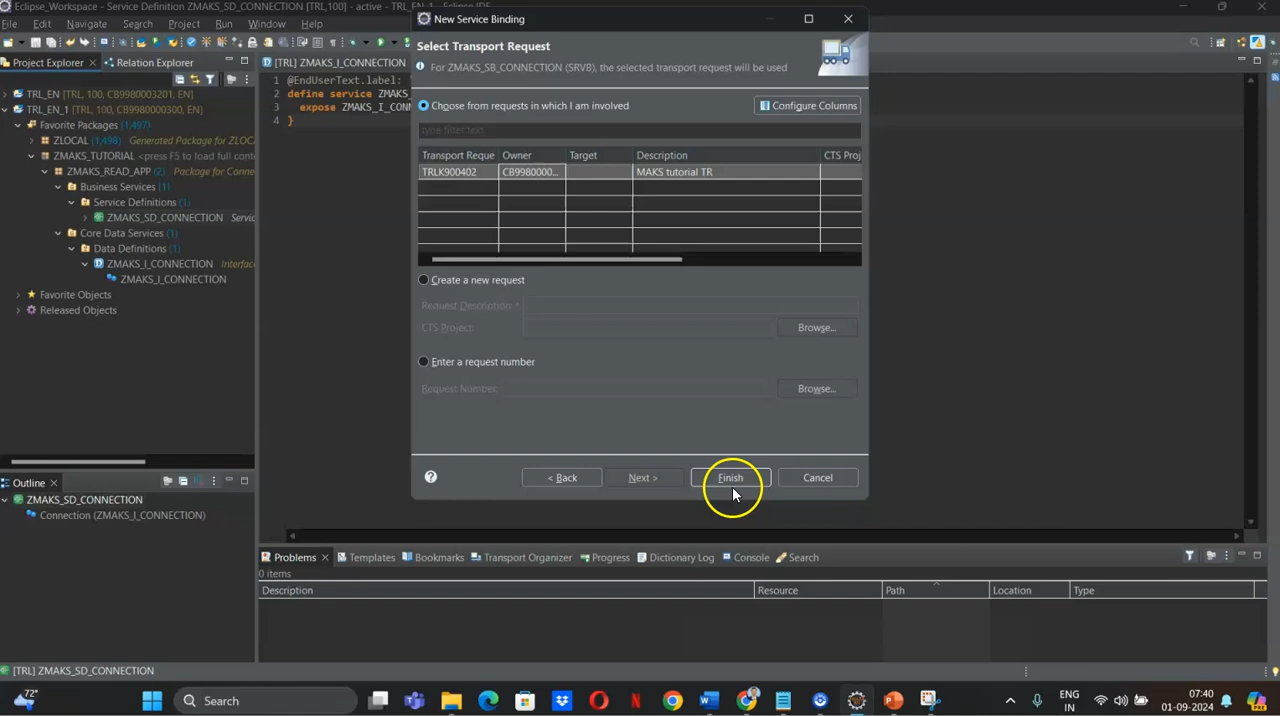 Eclipse_Workspace - Service Definition ZMAKS_SD_CONNECTION [TRL,100] - active - TRL_EN_1 - Eclipse IDE
File Edit Navigate Search Project Run Window Help
Project Explorer Relation Explorer
TRL_EN [TRL, 100, CB9980003201, EN]
TRL_EN_1 [TRL, 100, CB9980000300, EN]
Favorite Packages (1,497)
ZLOCAL (1,498) Generated Package for ZLOCAL
ZMAKS_TUTORIAL <press F5 to load full cont
ZMAKS_READ_APP (2) Package for Conne
Business Services (1)
Service Definitions (1)
ZMAKS_SD_CONNECTION Servic
Core Data Services (1)
Data Definitions (1)
ZMAKS_I_CONNECTION Interface
ZMAKS_I_CONNECTION
Favorite Objects
Released Objects
[TRL] ZMAKS_I_CONNECTION
1 @EndUserText.label: '
2 define service ZMAKS_
3 expose ZMAKS_I_CONN
4 }
New Service Binding
Select Transport Request
For ZMAKS_SB_CONNECTION (SRVB), the selected transport request will be used
Choose from requests in which I am involved
Configure Columns
type filter text
Transport Reque Owner Target Description CTS Proj
TRLK900402 CB9980000... MAKS tutorial TR
Create a new request
Request Description: *
CTS Project: Browse...
Enter a request number
Request Number: Browse...
< Back Next > Finish Cancel
Outline
ZMAKS_SD_CONNECTION
Connection (ZMAKS_I_CONNECTION)
Problems Templates Bookmarks Transport Organizer Progress Dictionary Log Console Search
0 items
Description Resource Path Location Type
[TRL] ZMAKS_SD_CONNECTION
72°
Search
ENG
IN
07:40
01-09-2024